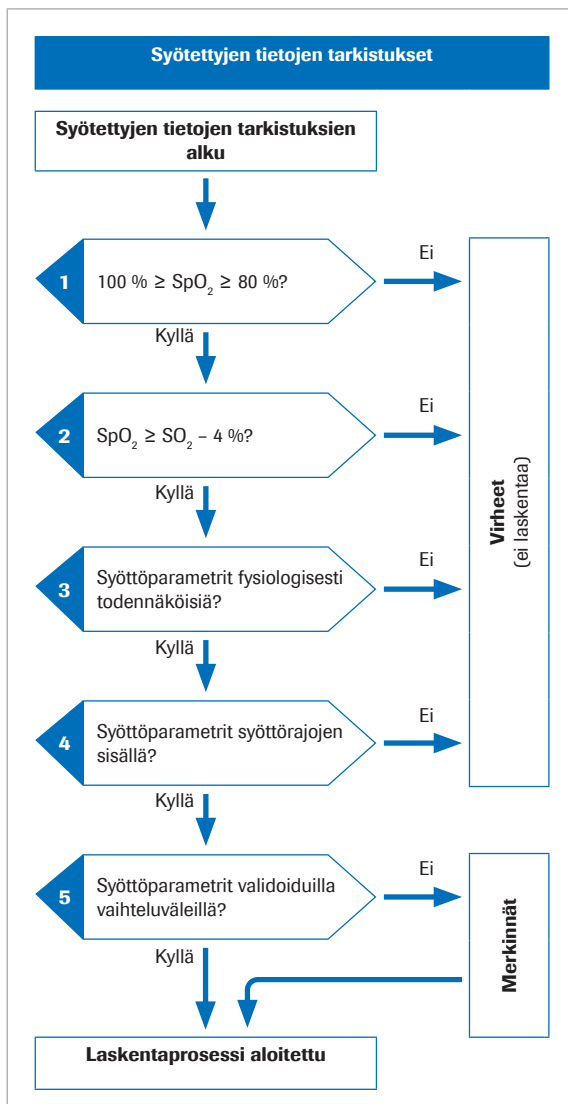 Syötettyjen tietojen tarkistukset
Syötettyjen tietojen tarkistuksien
alku
1
100 % ≥ SpO₂ ≥ 80 %?
Ei
Kyllä
2
SpO₂ ≥ SO₂ – 4 %?
Ei
Kyllä
3
Syöttöparametrit fysiologisesti
todennäköisiä?
Ei
Kyllä
4
Syöttöparametrit syöttörajojen
sisällä?
Ei
Kyllä
Virheet
(ei laskentaa)
5
Syöttöparametrit validoiduilla
vaihteluväleillä?
Ei
Kyllä
Merkinnät
Laskentaprosessi aloitettu